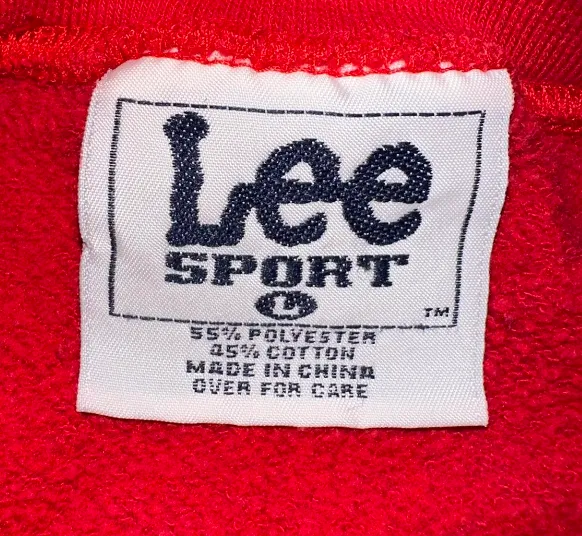 Lee
SPORT
M
TM
55% POLYESTER
45% COTTON
MADE IN CHINA
OVER FOR CARE